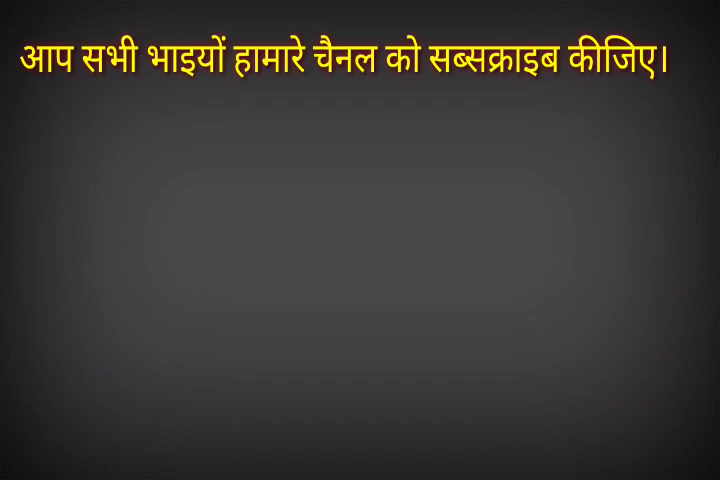 आप सभी भाइयों हामारे चैनल को सब्सक्राइब कीजिए।